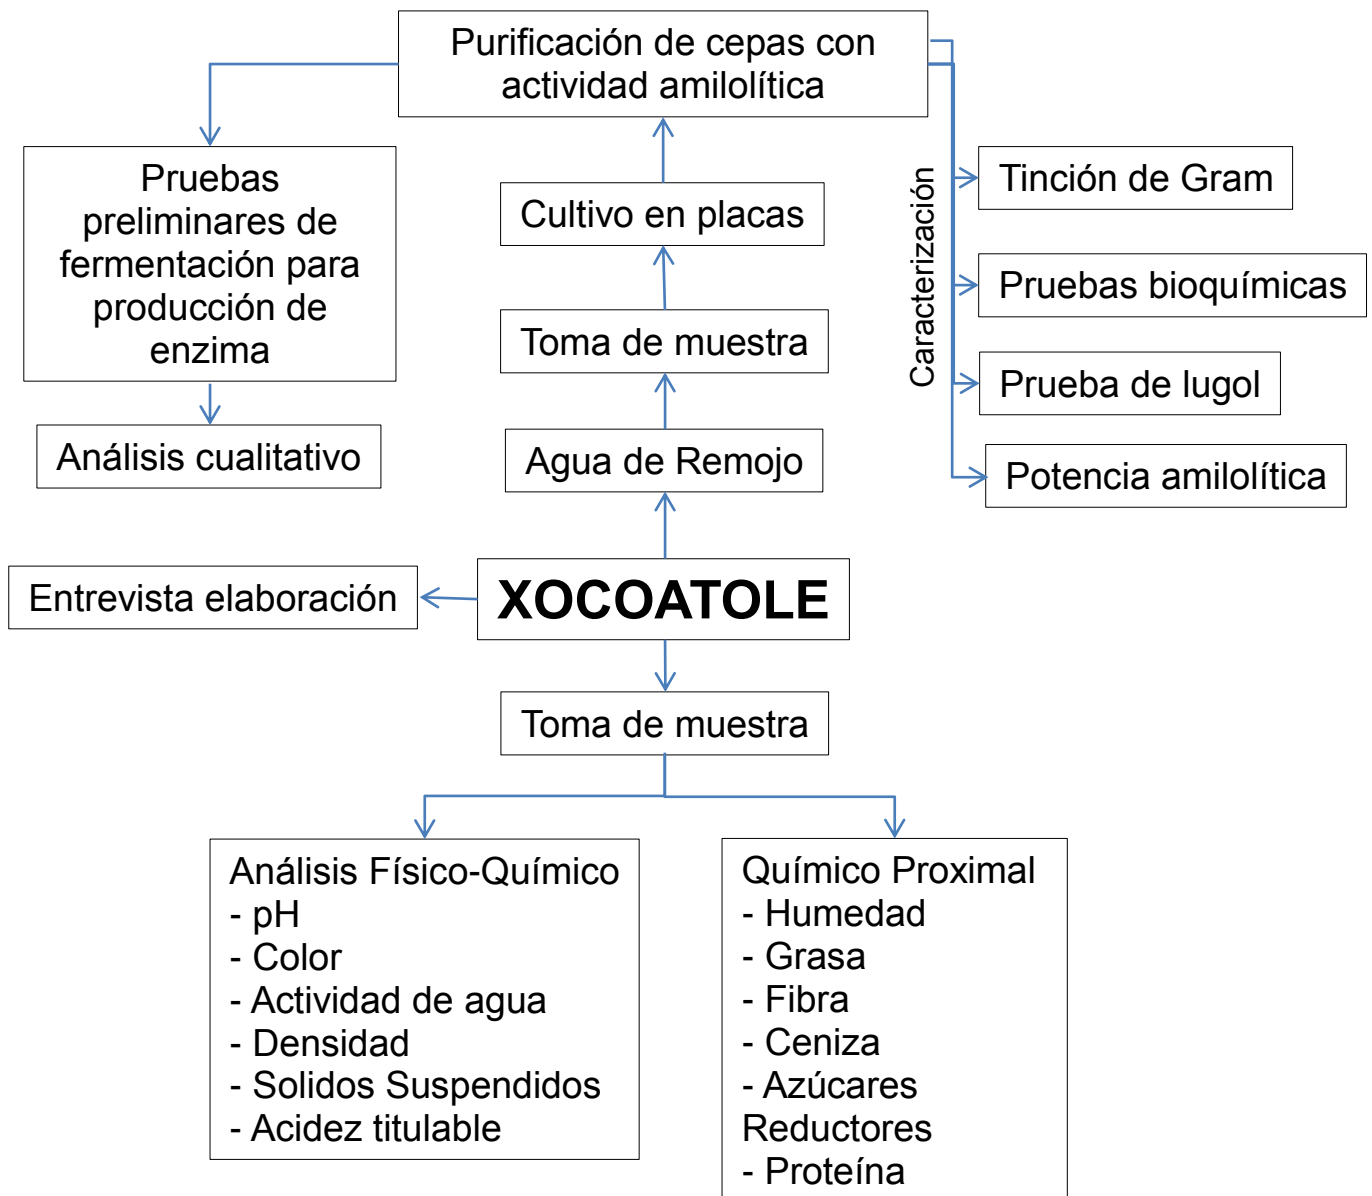 Purificación de cepas con
actividad amilolítica
Pruebas
preliminares de
fermentación para
producción de
enzima
Análisis cualitativo
Cultivo en placas
Toma de muestra
Agua de Remojo
Caracterización
Tinción de Gram
Pruebas bioquímicas
Prueba de lugol
Potencia amilolítica
Entrevista elaboración
XOCOATOLE
Toma de muestra
Análisis Físico-Químico
- pH
- Color
- Actividad de agua
- Densidad
- Solidos Suspendidos
- Acidez titulable
Químico Proximal
- Humedad
- Grasa
- Fibra
- Ceniza
- Azúcares
Reductores
- Proteína